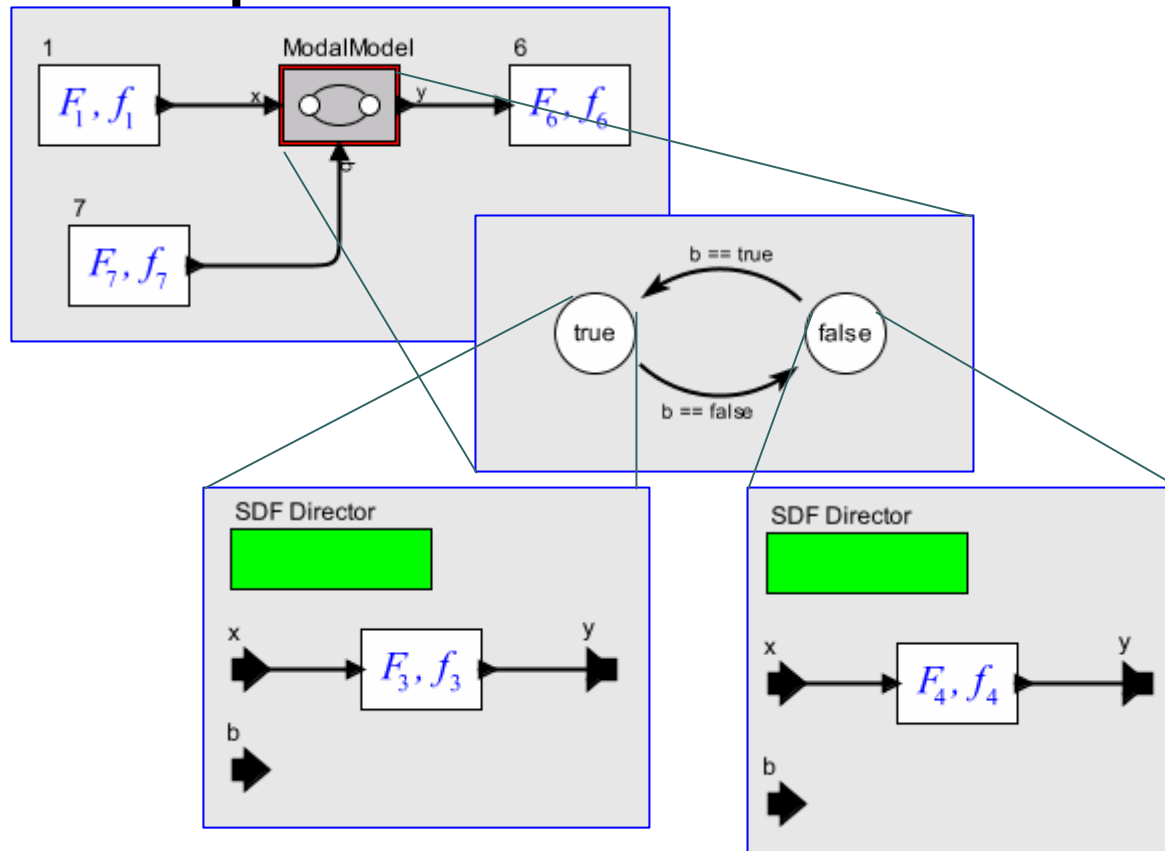 1
F₁, f₁
x
ModalModel
y
b
6
F₆, f₆
7
F₇, f₇
b == true
true
false
b == false
SDF Director
x
F₃, f₃
y
b
SDF Director
x
F₄, f₄
y
b